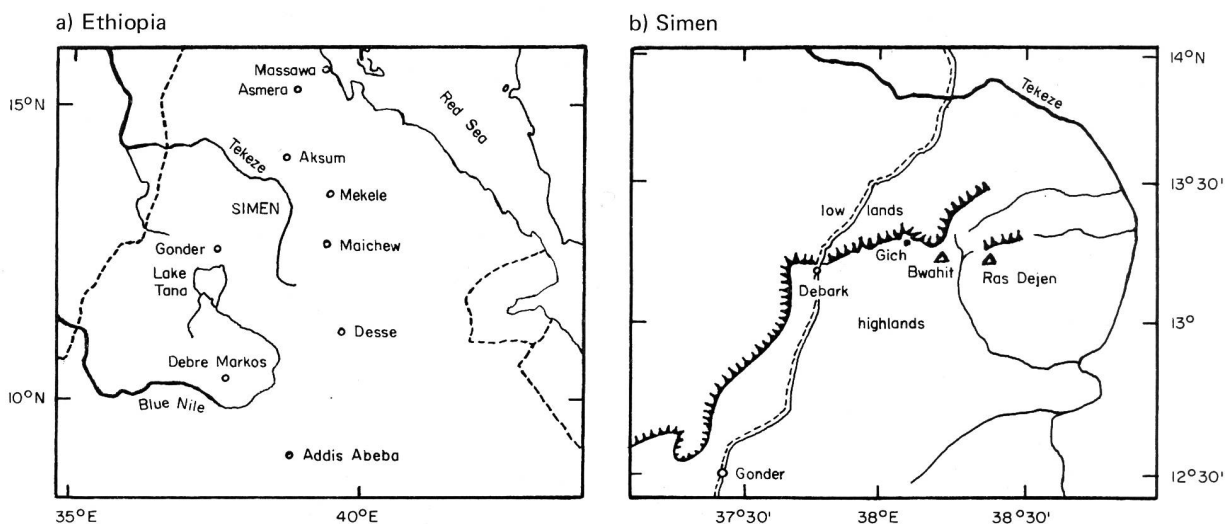 a) Ethiopia
Massawa
Asmera
15°N
Red Sea
Tekeze
Aksum
Mekele
SIMEN
Gonder
Maichew
Lake
Tana
Desse
Debre Markos
10°N
Blue Nile
Addis Abeba
35°E
40°E
b) Simen
14°N
Tekeze
13°30'
low lands
Gich
Bwahit
Ras Dejen
Debark
highlands
13°
Gonder
12°30'
37°30'
38°E
38°30'